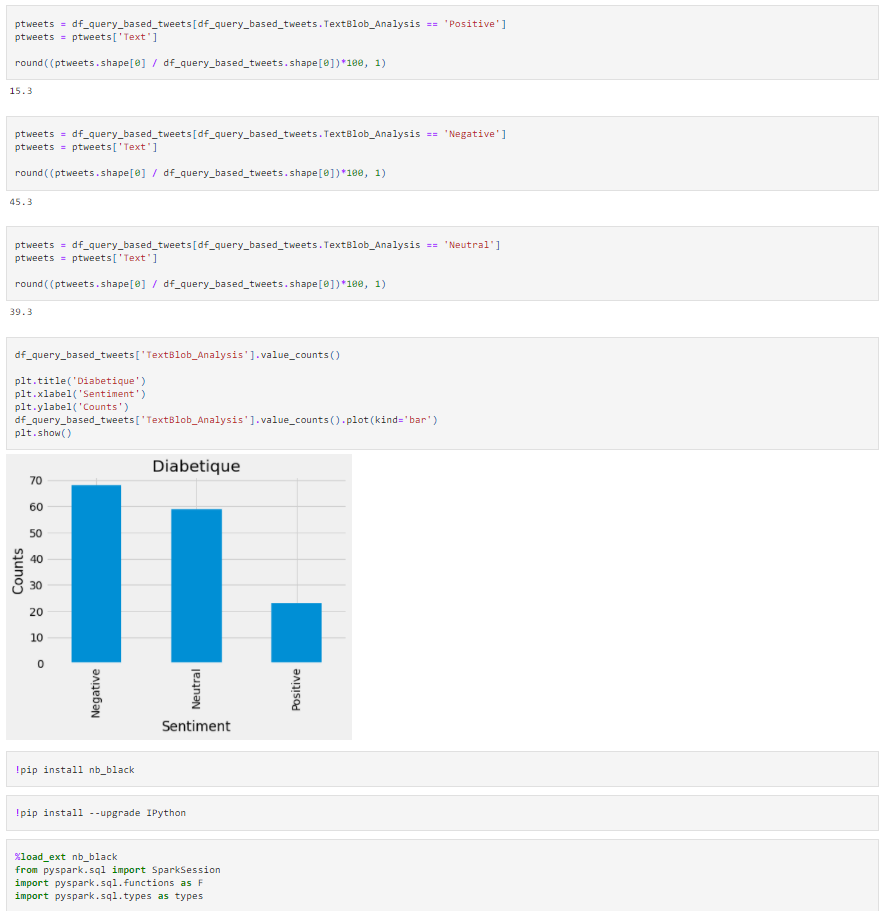 ptweets = df_query_based_tweets[df_query_based_tweets.TextBlob_Analysis == 'Positive']
ptweets = ptweets['Text']
round((ptweets.shape[0] / df_query_based_tweets.shape[0])*100, 1)
15.3
ptweets = df_query_based_tweets[df_query_based_tweets.TextBlob_Analysis == 'Negative']
ptweets = ptweets['Text']
round((ptweets.shape[0] / df_query_based_tweets.shape[0])*100, 1)
45.3
ptweets = df_query_based_tweets[df_query_based_tweets.TextBlob_Analysis == 'Neutral']
ptweets = ptweets['Text']
round((ptweets.shape[0] / df_query_based_tweets.shape[0])*100, 1)
39.3
df_query_based_tweets['TextBlob_Analysis'].value_counts()
plt.title('Diabetique')
plt.xlabel('Sentiment')
plt.ylabel('Counts')
df_query_based_tweets['TextBlob_Analysis'].value_counts().plot(kind='bar')
plt.show()
Diabetique
70
60
50
40
30
20
10
0
Counts
Negative
Neutral
Positive
Sentiment
!pip install nb_black
!pip install --upgrade IPython
%load_ext nb_black
from pyspark.sql import SparkSession
import pyspark.sql.functions as F
import pyspark.sql.types as types